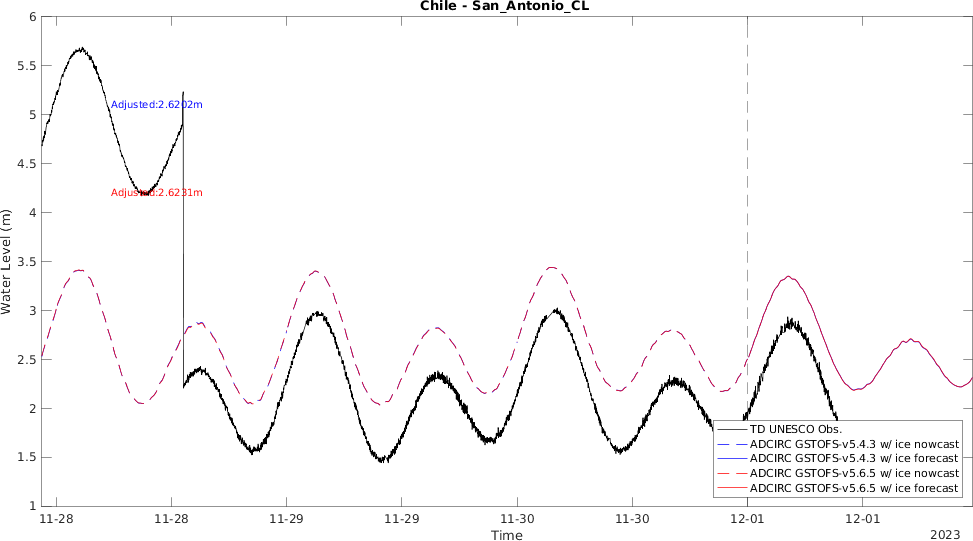 Chile - San_Antonio_CL
6
5.5
5
4.5
4
3.5
3
2.5
2
1.5
1
Water Level (m)
Adjusted:2.6202m
Adjusted:2.6231m
TD UNESCO Obs.
ADCIRC GSTOFS-v5.4.3 w/ ice nowcast
ADCIRC GSTOFS-v5.4.3 w/ ice forecast
ADCIRC GSTOFS-v5.6.5 w/ ice nowcast
ADCIRC GSTOFS-v5.6.5 w/ ice forecast
11-28 11-28 11-29 11-29 11-30 11-30 12-01 12-01
Time
2023